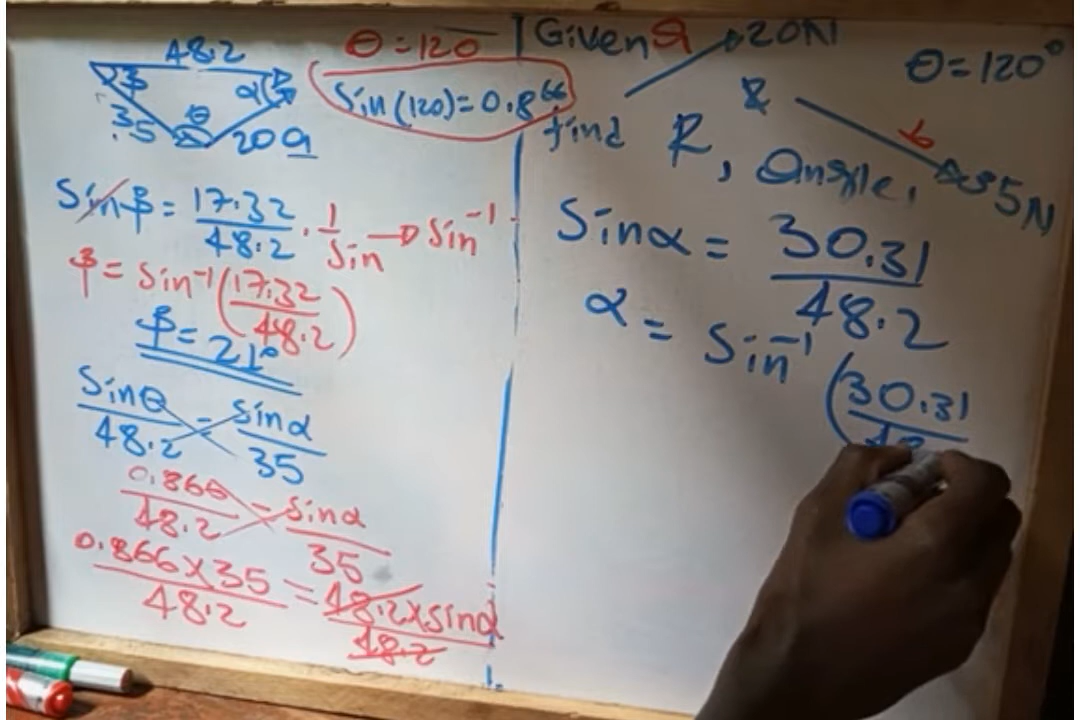 48.2
β
α
θ
35
20 a
θ = 120
Sin(120) = 0.866
Sin β = 17.32/48.2 · 1/Sin → Sin⁻¹
β = Sin⁻¹(17.32/48.2)
β = 21°
Sinθ/48.2 = Sinα/35
0.866/48.2 = Sinα/35
0.866×35/48.2 = 48.2×Sinα/48.2
Given a 20N
θ = 120°
&
b
35N
find R, Angle,
Sinα = 30.31/48.2
α = Sin⁻¹(30.31/48